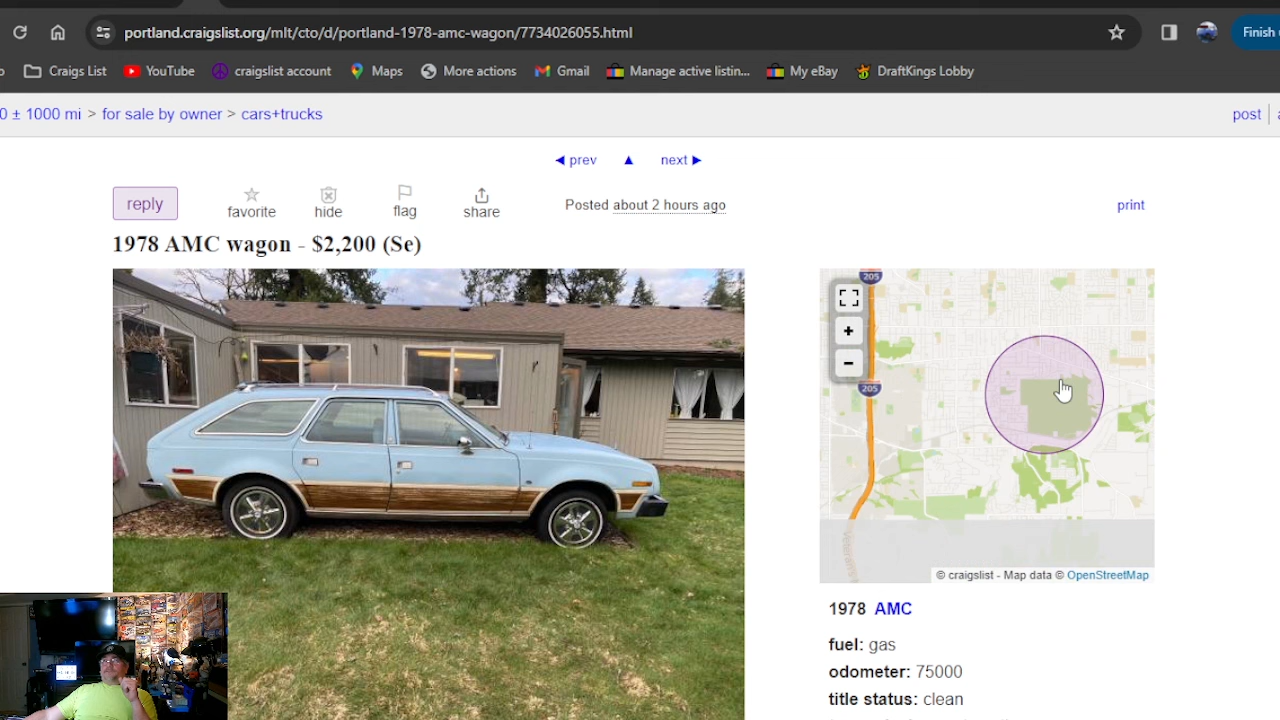 portland.craigslist.org/mlt/cto/d/portland-1978-amc-wagon/7734026055.html
Finish
Craigs List YouTube craigslist account Maps More actions Gmail Manage active listin... My eBay DraftKings Lobby
0 ± 1000 mi > for sale by owner > cars+trucks
post
◀ prev ▲ next ▶
reply favorite hide flag share Posted about 2 hours ago print
1978 AMC wagon - $2,200 (Se)
205
+
−
205
© craigslist - Map data © OpenStreetMap
1978 AMC
fuel: gas
odometer: 75000
title status: clean